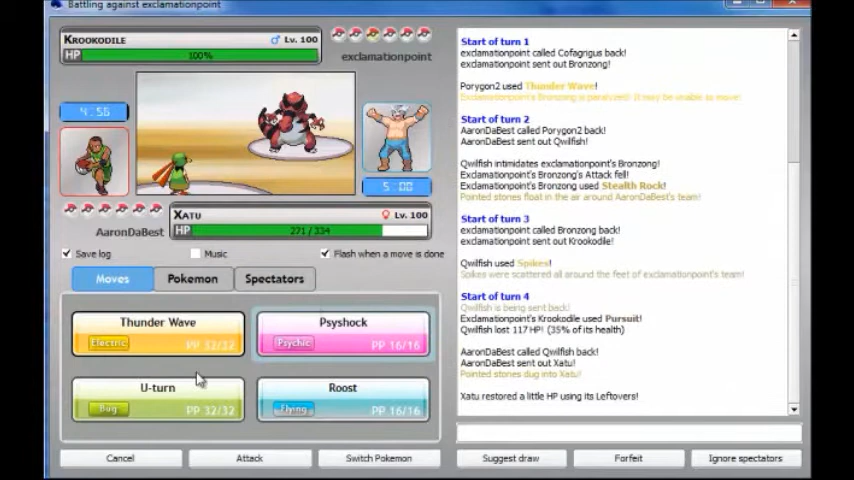 Battling against exclamationpoint
KROOKODILE Lv. 100
HP 100%
exclamationpoint
4:56
5:00
AaronDaBest
XATU Lv. 100
HP 271 / 334
Save log
Music
Flash when a move is done
Moves
Pokemon
Spectators
Thunder Wave
Electric PP 32/32
Psyshock
Psychic PP 16/16
U-turn
Bug PP 32/32
Roost
Flying PP 16/16
Cancel
Attack
Switch Pokemon
Start of turn 1
exclamationpoint called Cofagrigus back!
exclamationpoint sent out Bronzong!
Porygon2 used Thunder Wave!
Exclamationpoint's Bronzong is paralyzed! It may be unable to move!
Start of turn 2
AaronDaBest called Porygon2 back!
AaronDaBest sent out Qwilfish!
Qwilfish intimidates exclamationpoint's Bronzong!
Exclamationpoint's Bronzong's Attack fell!
Exclamationpoint's Bronzong used Stealth Rock!
Pointed stones float in the air around AaronDaBest's team!
Start of turn 3
exclamationpoint called Bronzong back!
exclamationpoint sent out Krookodile!
Qwilfish used Spikes!
Spikes were scattered all around the feet of exclamationpoint's team!
Start of turn 4
Qwilfish is being sent back!
Exclamationpoint's Krookodile used Pursuit!
Qwilfish lost 117 HP! (35% of its health)
AaronDaBest called Qwilfish back!
AaronDaBest sent out Xatu!
Pointed stones dug into Xatu!
Xatu restored a little HP using its Leftovers!
Suggest draw
Forfeit
Ignore spectators